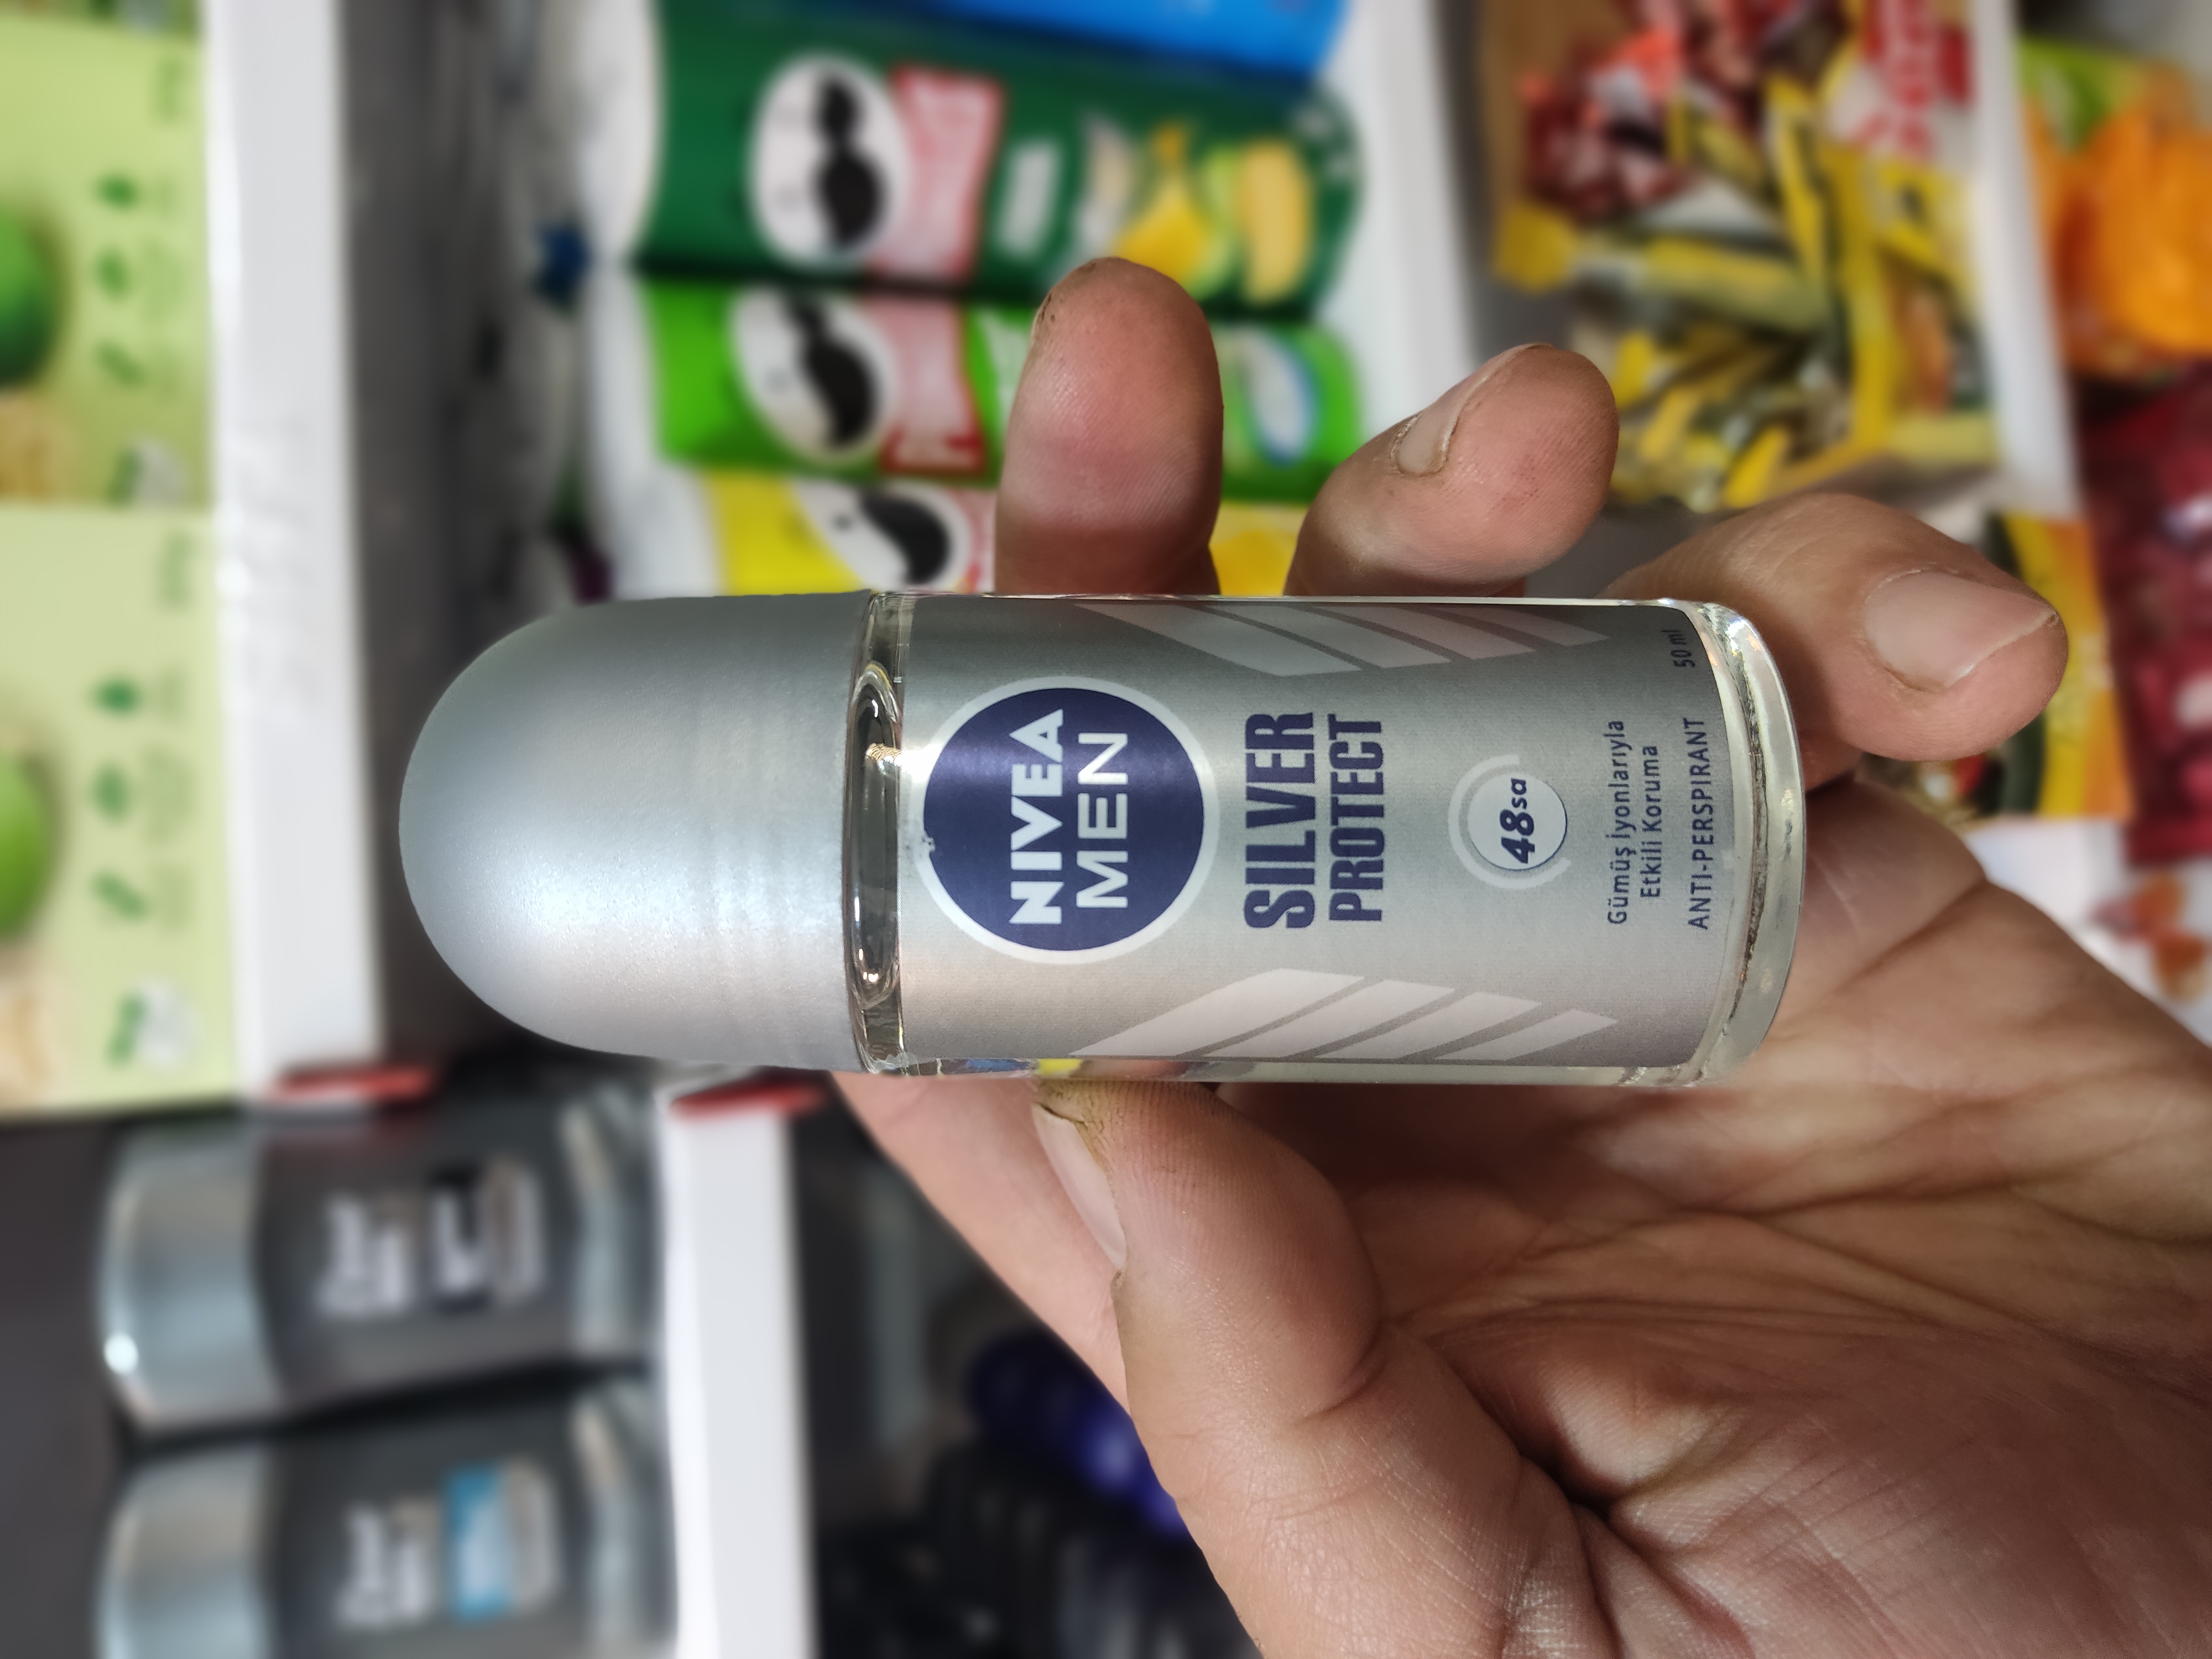 NIVEA
MEN
SILVER
PROTECT
48sa
Gümüş İyonlarıyla
Etkili Koruma
ANTI-PERSPIRANT
50 ml